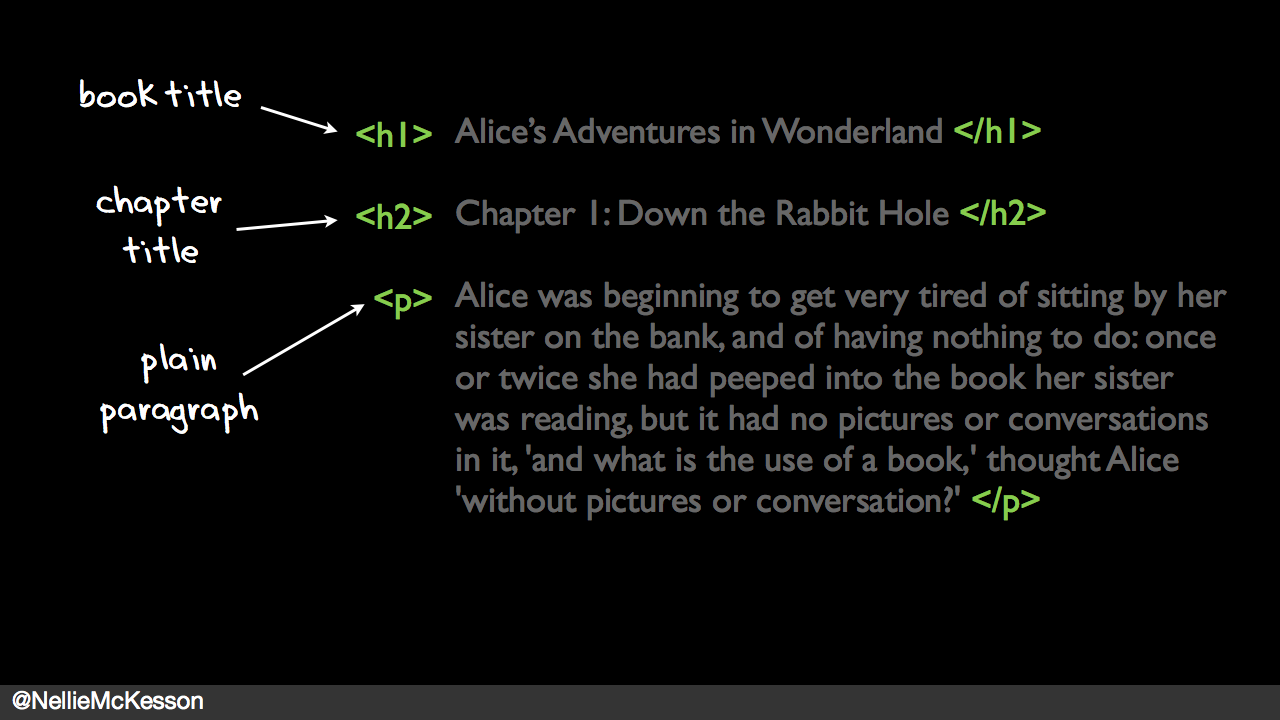 book title
<h1> Alice’s Adventures in Wonderland </h1>
chapter
title
<h2> Chapter 1: Down the Rabbit Hole </h2>
plain
paragraph
<p> Alice was beginning to get very tired of sitting by her
sister on the bank, and of having nothing to do: once
or twice she had peeped into the book her sister
was reading, but it had no pictures or conversations
in it, 'and what is the use of a book,' thought Alice
'without pictures or conversation?' </p>
@NellieMcKesson